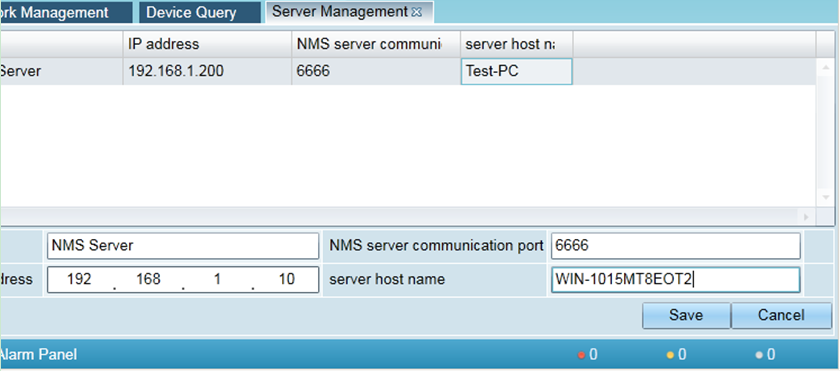 rk Management Device Query Server Management
IP address NMS server communi server host na
Server 192.168.1.200 6666 Test-PC
NMS Server NMS server communication port 6666
dress 192 . 168 . 1 . 10 server host name WIN-1015MT8EOT2
Save Cancel
Alarm Panel 0 0 0